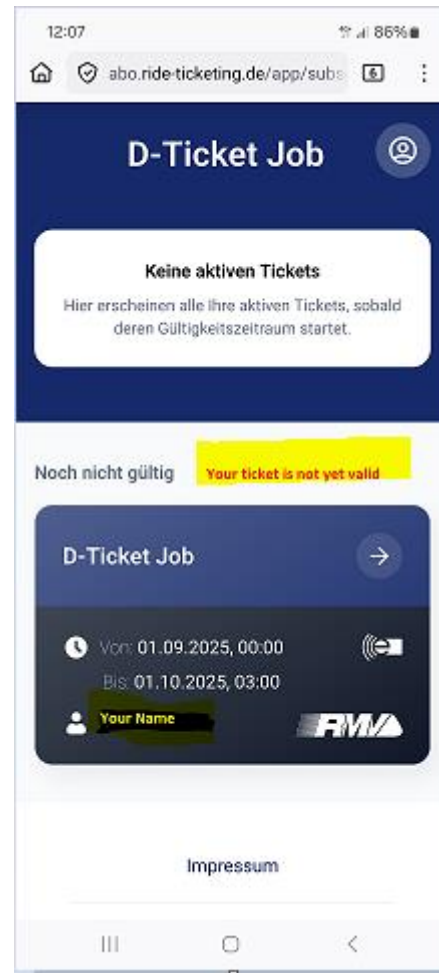 12:07 86%
abo.ride-ticketing.de/app/subs 6
D-Ticket Job
Keine aktiven Tickets
Hier erscheinen alle Ihre aktiven Tickets, sobald
deren Gültigkeitszeitraum startet.
Noch nicht gültig Your ticket is not yet valid
D-Ticket Job
Von: 01.09.2025, 00:00
Bis: 01.10.2025, 03:00
Your Name RMV
Impressum